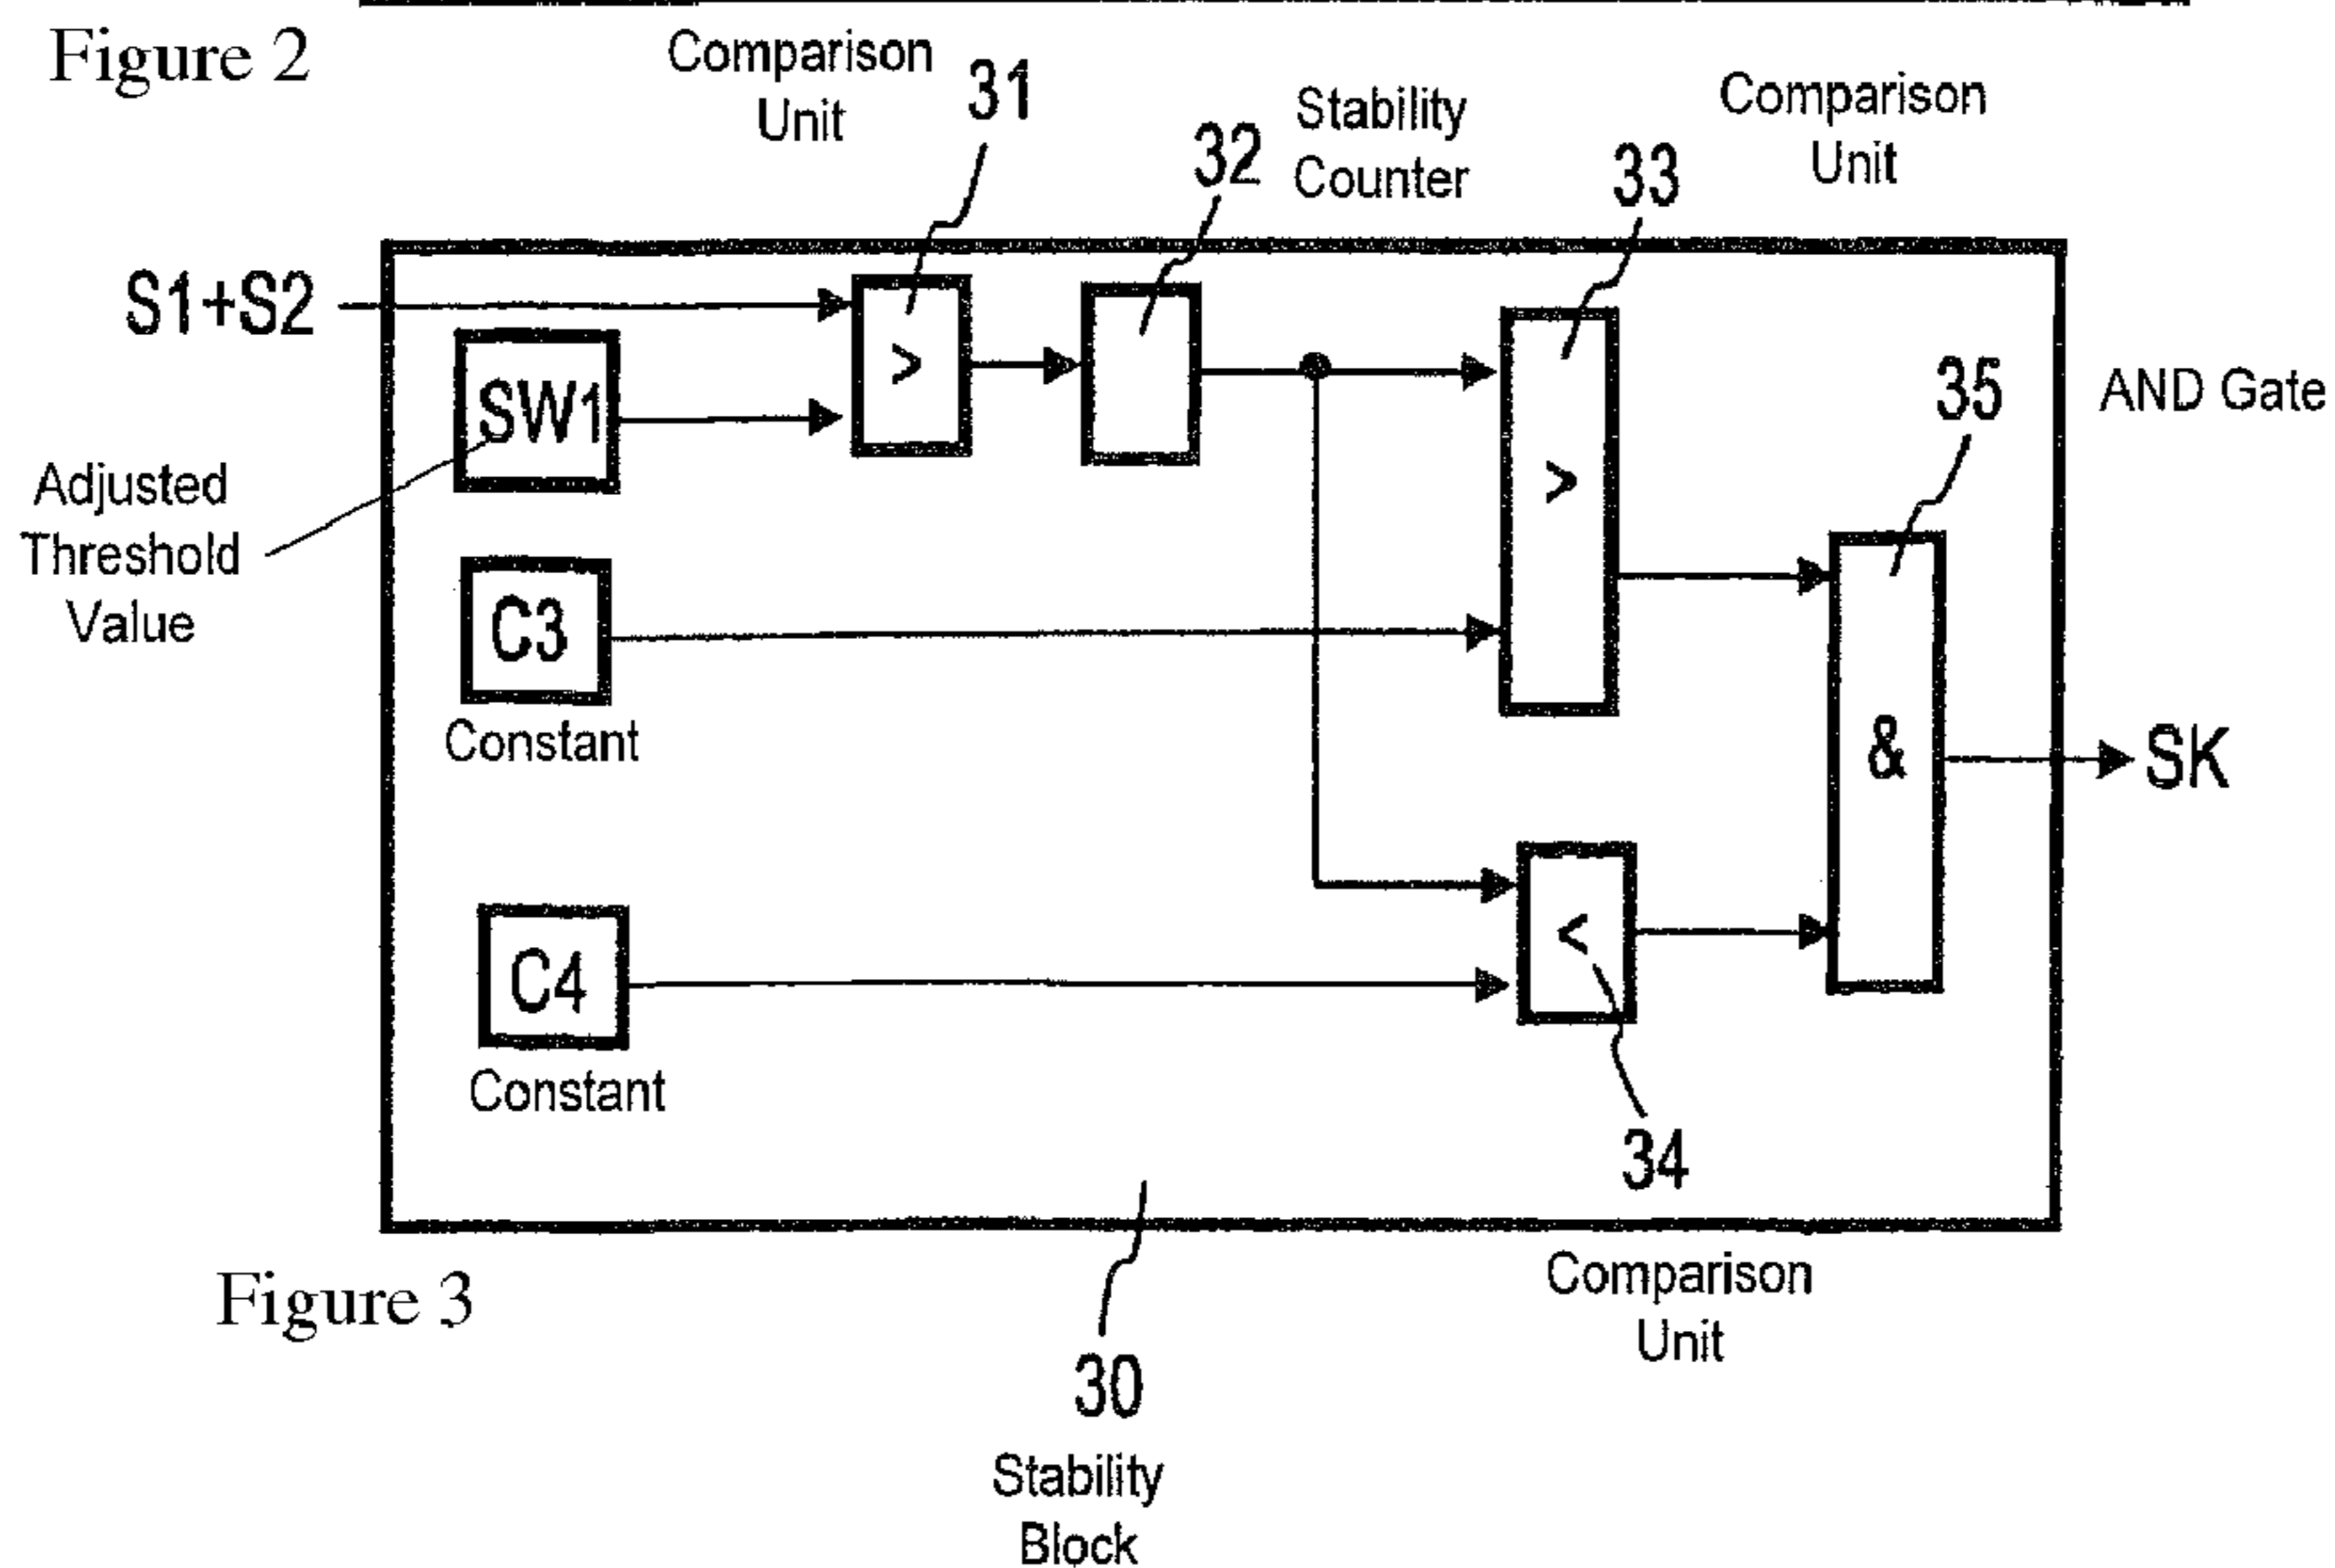 Figure 2
Comparison
Unit
31
32
Stability
Counter
Comparison
Unit
33
S1+S2
>
SW1
Adjusted
Threshold
Value
>
35
AND Gate
C3
Constant
&
SK
<
C4
Constant
34
Figure 3
30
Stability
Block
Comparison
Unit